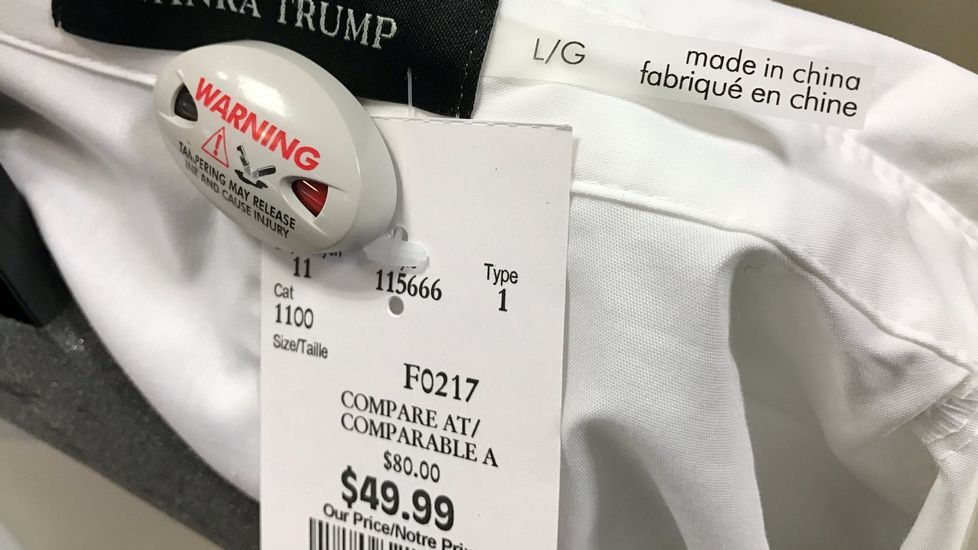 TRUMP
L/G
made in china
fabriqué en chine
WARNING
TAMPERING MAY RELEASE
INK AND CAUSE INJURY
11
115666
Type
1
Cat
1100
Size/Taille
F0217
COMPARE AT/
COMPARABLE A
$80.00
$49.99
Our Price/Notre Pri